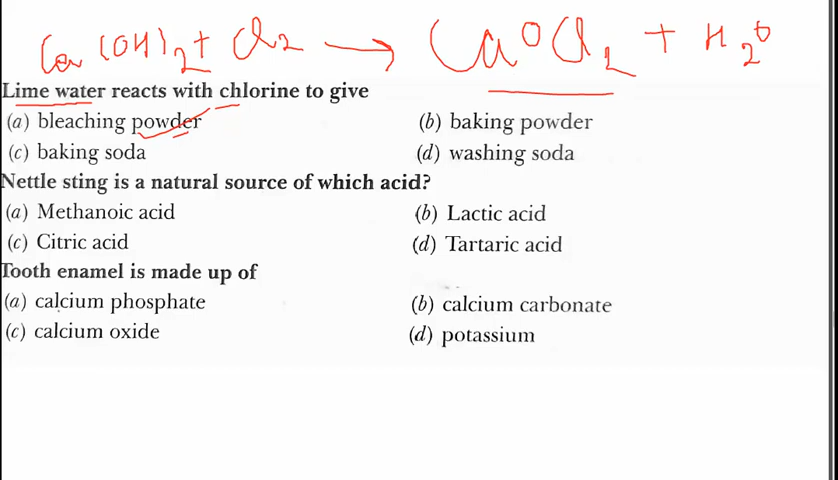 Ca(OH)2 + Cl2 → CaOCl2 + H2O
Lime water reacts with chlorine to give
(a) bleaching powder (b) baking powder
(c) baking soda (d) washing soda
Nettle sting is a natural source of which acid?
(a) Methanoic acid (b) Lactic acid
(c) Citric acid (d) Tartaric acid
Tooth enamel is made up of
(a) calcium phosphate (b) calcium carbonate
(c) calcium oxide (d) potassium